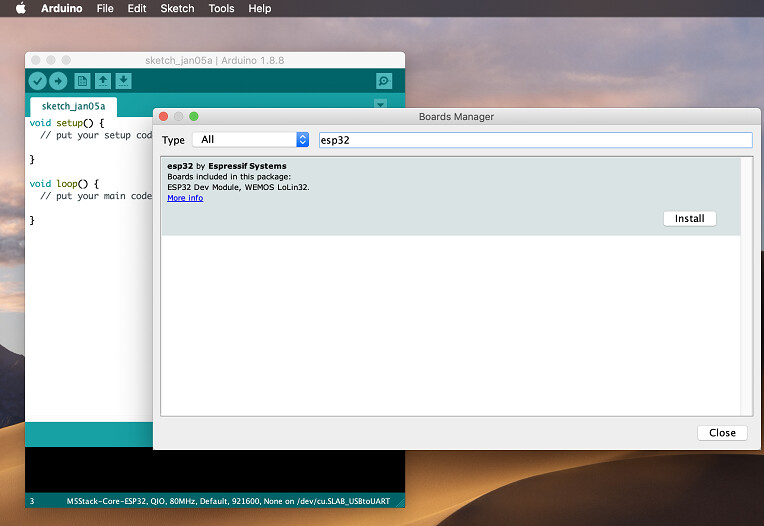 Arduino File Edit Sketch Tools Help
sketch_jan05a | Arduino 1.8.8
sketch_jan05a
void setup() {
// put your setup cod
}
void loop() {
// put your main code
}
Boards Manager
Type All esp32
esp32 by Espressif Systems
Boards included in this package:
ESP32 Dev Module, WEMOS LoLin32.
More info
Install
Close
3 M5Stack-Core-ESP32, QIO, 80MHz, Default, 921600, None on /dev/cu.SLAB_USBtoUART